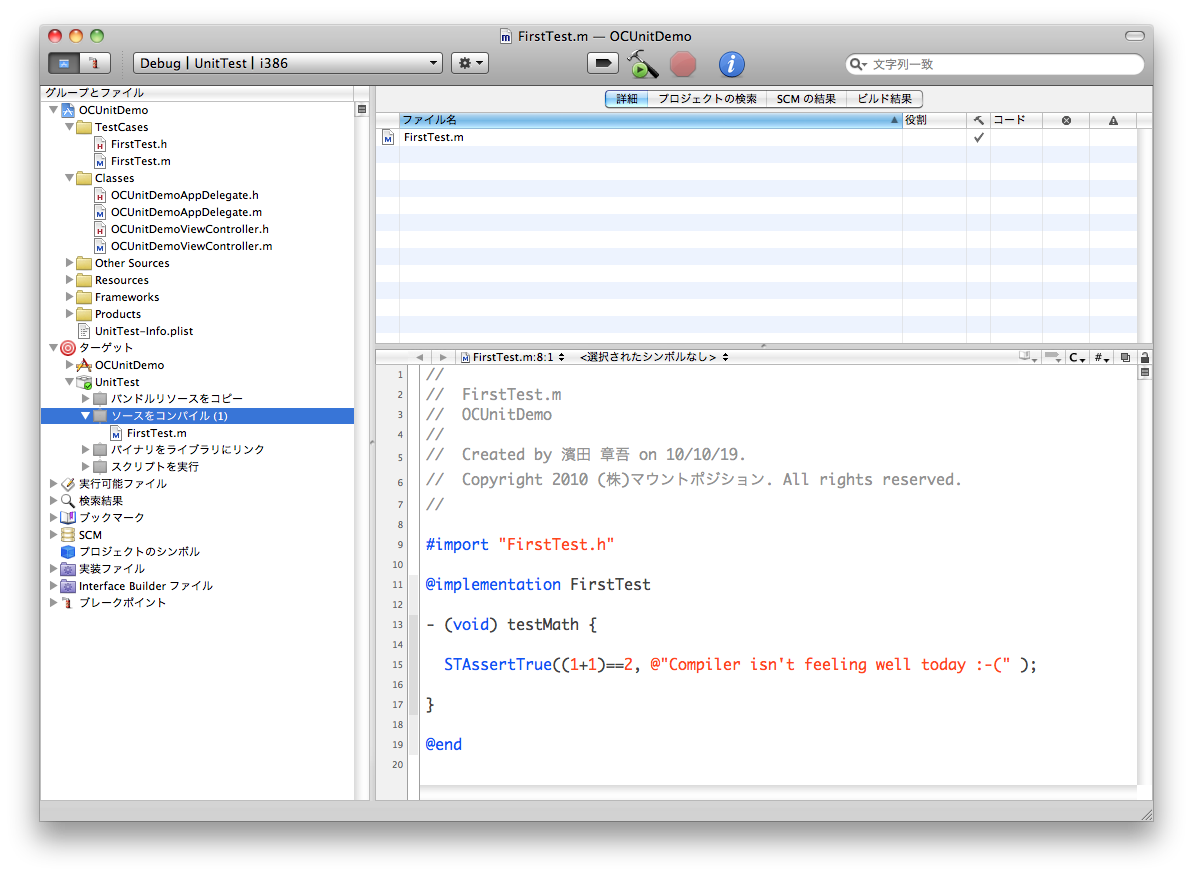 FirstTest.m — OCUnitDemo
Debug | UnitTest | i386
文字列一致
グループとファイル
OCUnitDemo
TestCases
FirstTest.h
FirstTest.m
Classes
OCUnitDemoAppDelegate.h
OCUnitDemoAppDelegate.m
OCUnitDemoViewController.h
OCUnitDemoViewController.m
Other Sources
Resources
Frameworks
Products
UnitTest-Info.plist
ターゲット
OCUnitDemo
UnitTest
バンドルリソースをコピー
ソースをコンパイル (1)
FirstTest.m
バイナリをライブラリにリンク
スクリプトを実行
実行可能ファイル
検索結果
ブックマーク
SCM
プロジェクトのシンボル
実装ファイル
Interface Builder ファイル
ブレークポイント
詳細 プロジェクトの検索 SCM の結果 ビルド結果
ファイル名 役割 コード
FirstTest.m
FirstTest.m:8:1 <選択されたシンボルなし> C #
1 //
2 //  FirstTest.m
3 //  OCUnitDemo
4 //
5 //  Created by 濱田 章吾 on 10/10/19.
6 //  Copyright 2010 (株)マウントポジション. All rights reserved.
7 //
8
9 #import "FirstTest.h"
10
11 @implementation FirstTest
12
13 - (void) testMath {
14
15 STAssertTrue((1+1)==2, @"Compiler isn't feeling well today :-(" );
16
17 }
18
19 @end
20